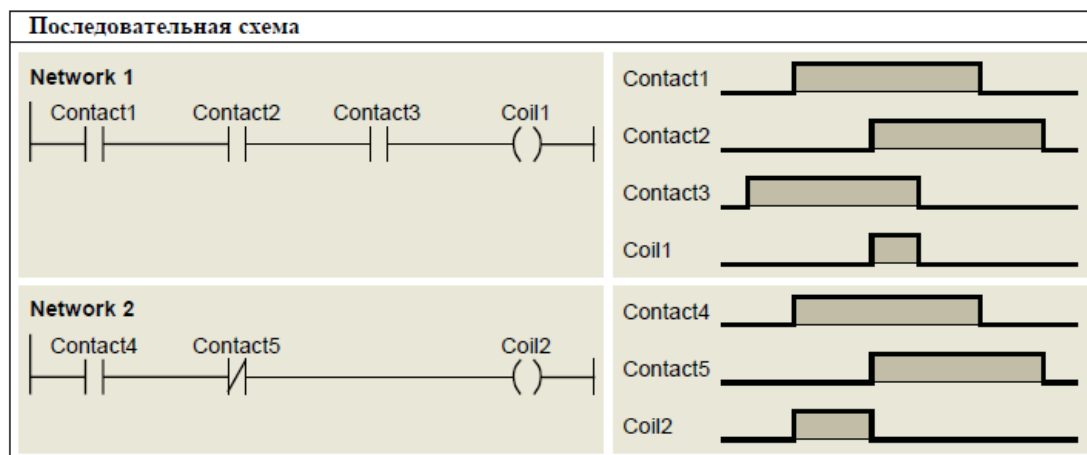 Последовательная схема
Network 1
Contact1 Contact2 Contact3 Coil1
Contact1
Contact2
Contact3
Coil1
Network 2
Contact4 Contact5 Coil2
Contact4
Contact5
Coil2